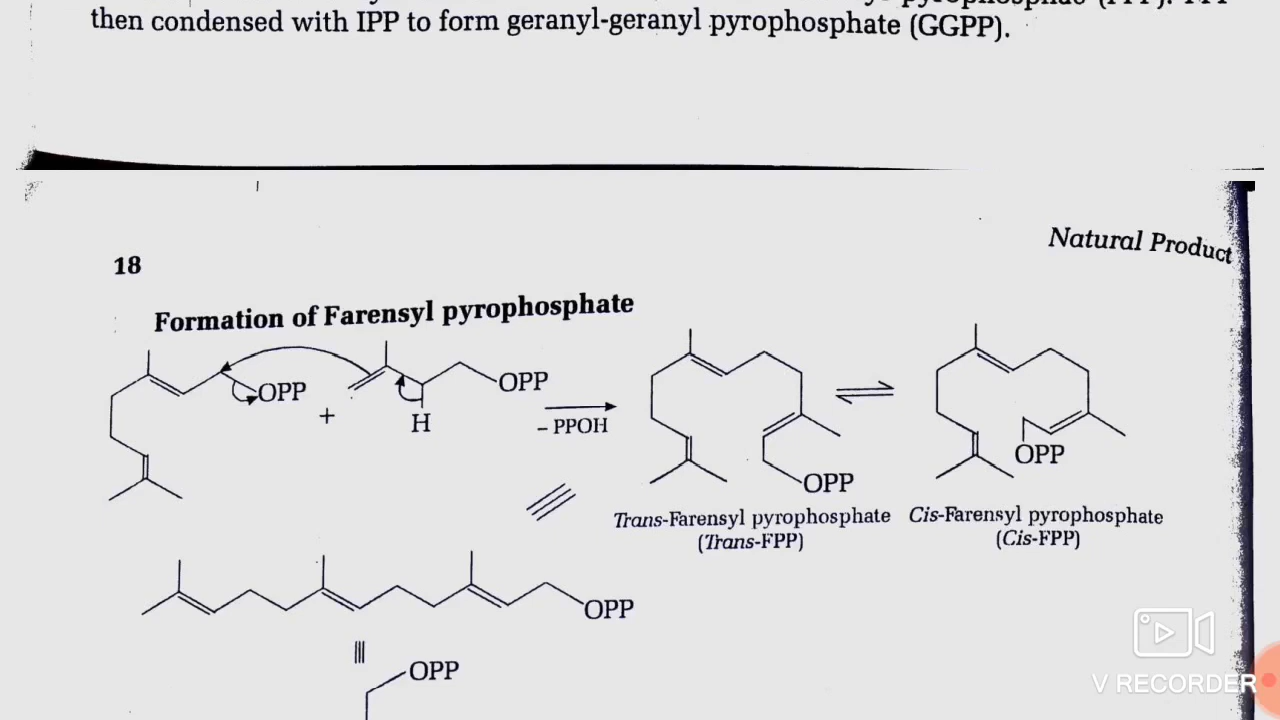 then condensed with IPP to form geranyl-geranyl pyrophosphate (GGPP).
Natural Product
18
Formation of Farensyl pyrophosphate
OPP
+
H
OPP
– PPOH
OPP
OPP
Trans-Farensyl pyrophosphate
(Trans-FPP)
Cis-Farensyl pyrophosphate
(Cis-FPP)
OPP
OPP
V RECORDER